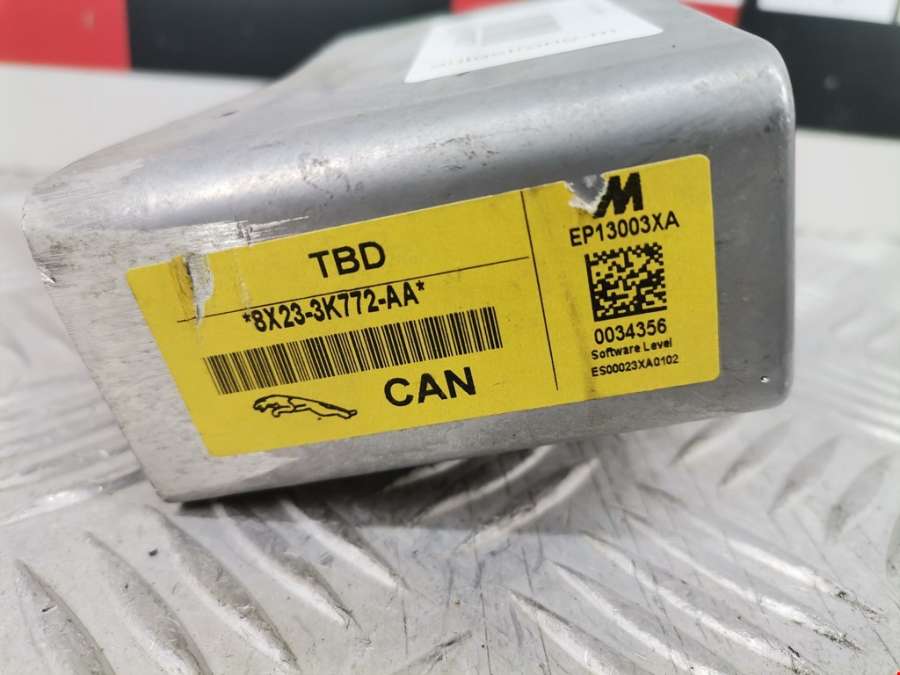 TBD
*8X23-3K772-AA*
CAN
M
EP13003XA
0034356
Software Level
ES00023XA0102